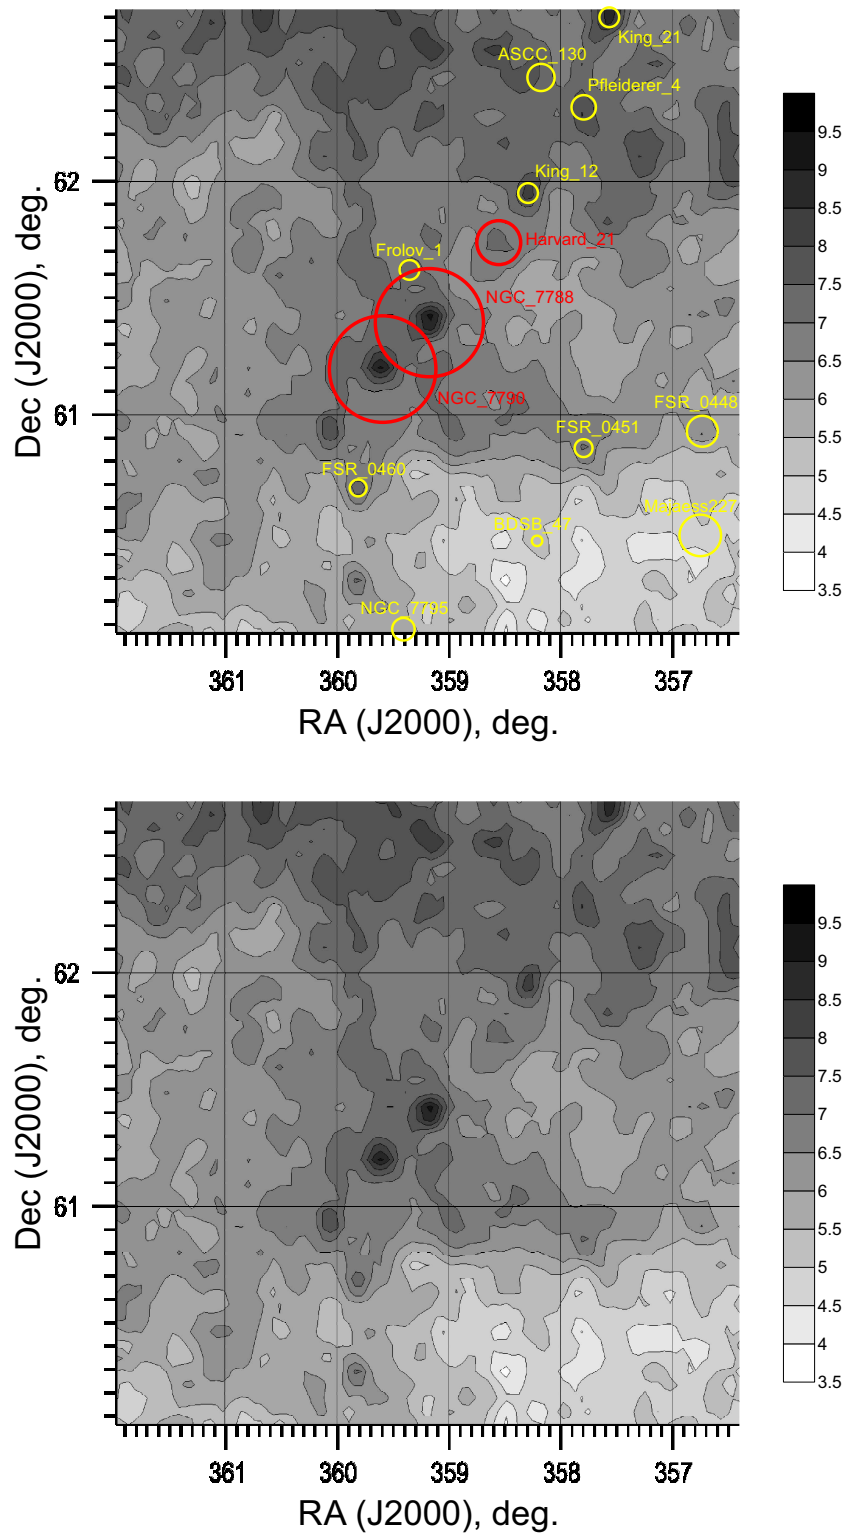 King_21
ASCC_130
Pfleiderer_4
9.5
9
62
King_12
8.5
8
Harvard_21
Frolov_1
7.5
NGC_7788
7
6.5
Dec (J2000), deg.
NGC_7790
6
61
FSR_0448
FSR_0451
5.5
FSR_0460
5
Majaess227
4.5
BDSB_47
4
3.5
NGC_7795
361 360 359 358 357
RA (J2000), deg.
9.5
9
62
8.5
8
7.5
7
6.5
Dec (J2000), deg.
6
61
5.5
5
4.5
4
3.5
361 360 359 358 357
RA (J2000), deg.